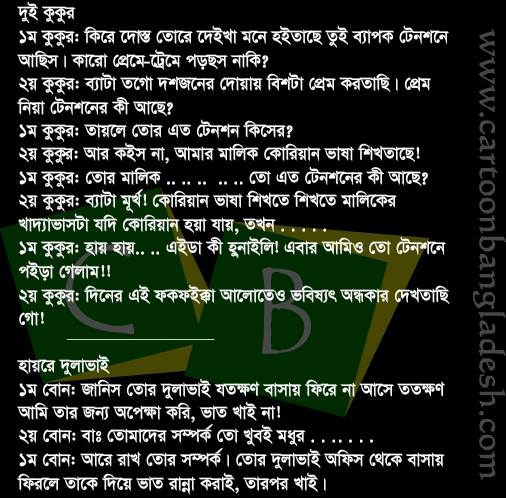 দুই কুকুর
১ম কুকুর: কিরে দোস্ত তোরে দেইখা মনে হইতাছে তুই ব্যাপক টেনশনে
আছিস। কারো প্রেমে-ট্রেমে পড়ছস নাকি?
২য় কুকুর: ব্যাটা তগো দশজনের দোয়ায় বিশটা প্রেম করতাছি। প্রেম
নিয়া টেনশনের কী আছে?
১ম কুকুর: তায়লে তোর এত টেনশন কিসের?
২য় কুকুর: আর কইস না, আমার মালিক কোরিয়ান ভাষা শিখতাছে!
১ম কুকুর: তোর মালিক .. .. .. .. .. তো এত টেনশনের কী আছে?
২য় কুকুর: ব্যাটা মূর্খ! কোরিয়ান ভাষা শিখতে শিখতে মালিকের
খাদ্যাভাসটা যদি কোরিয়ান হয়া যায়, তখন . . . . .
১ম কুকুর: হায় হায়.. .. এইডা কী হুনাইলি! এবার আমিও তো টেনশনে
পইড়া গেলাম!!
২য় কুকুর: দিনের এই ফকফইক্কা আলোতেও ভবিষ্যৎ অন্ধকার দেখতাছি
গো!
হায়রে দুলাভাই
১ম বোন: জানিস তোর দুলাভাই যতক্ষণ বাসায় ফিরে না আসে ততক্ষণ
আমি তার জন্য অপেক্ষা করি, ভাত খাই না!
২য় বোন: বাঃ তোমাদের সম্পর্ক তো খুবই মধুর . . .. . . .
১ম বোন: আরে রাখ তোর সম্পর্ক। তোর দুলাভাই অফিস থেকে বাসায়
ফিরলে তাকে দিয়ে ভাত রান্না করাই, তারপর খাই।
C B
www.cartoonbangladesh.com